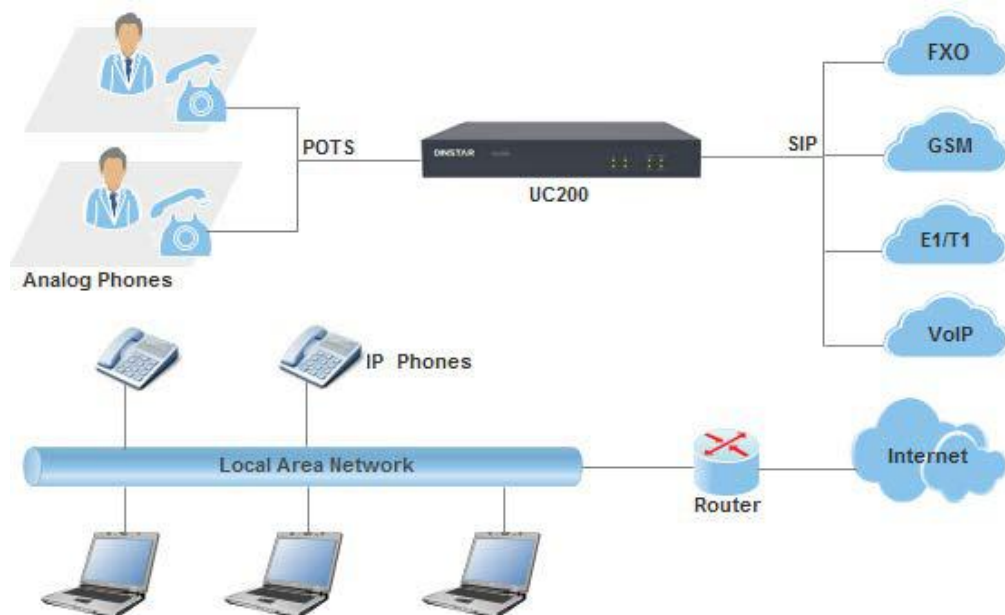 FXO
POTS
DINSTAR
SIP
GSM
UC200
E1/T1
Analog Phones
VoIP
IP Phones
Local Area Network
Internet
Router